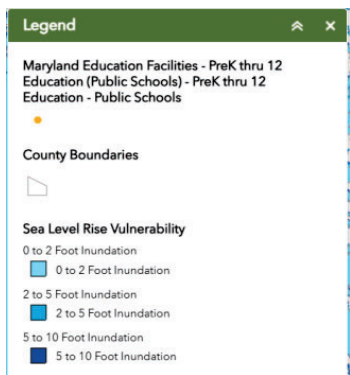 Legend
Maryland Education Facilities - PreK thru 12
Education (Public Schools) - PreK thru 12
Education - Public Schools
County Boundaries
Sea Level Rise Vulnerability
0 to 2 Foot Inundation
0 to 2 Foot Inundation
2 to 5 Foot Inundation
2 to 5 Foot Inundation
5 to 10 Foot Inundation
5 to 10 Foot Inundation